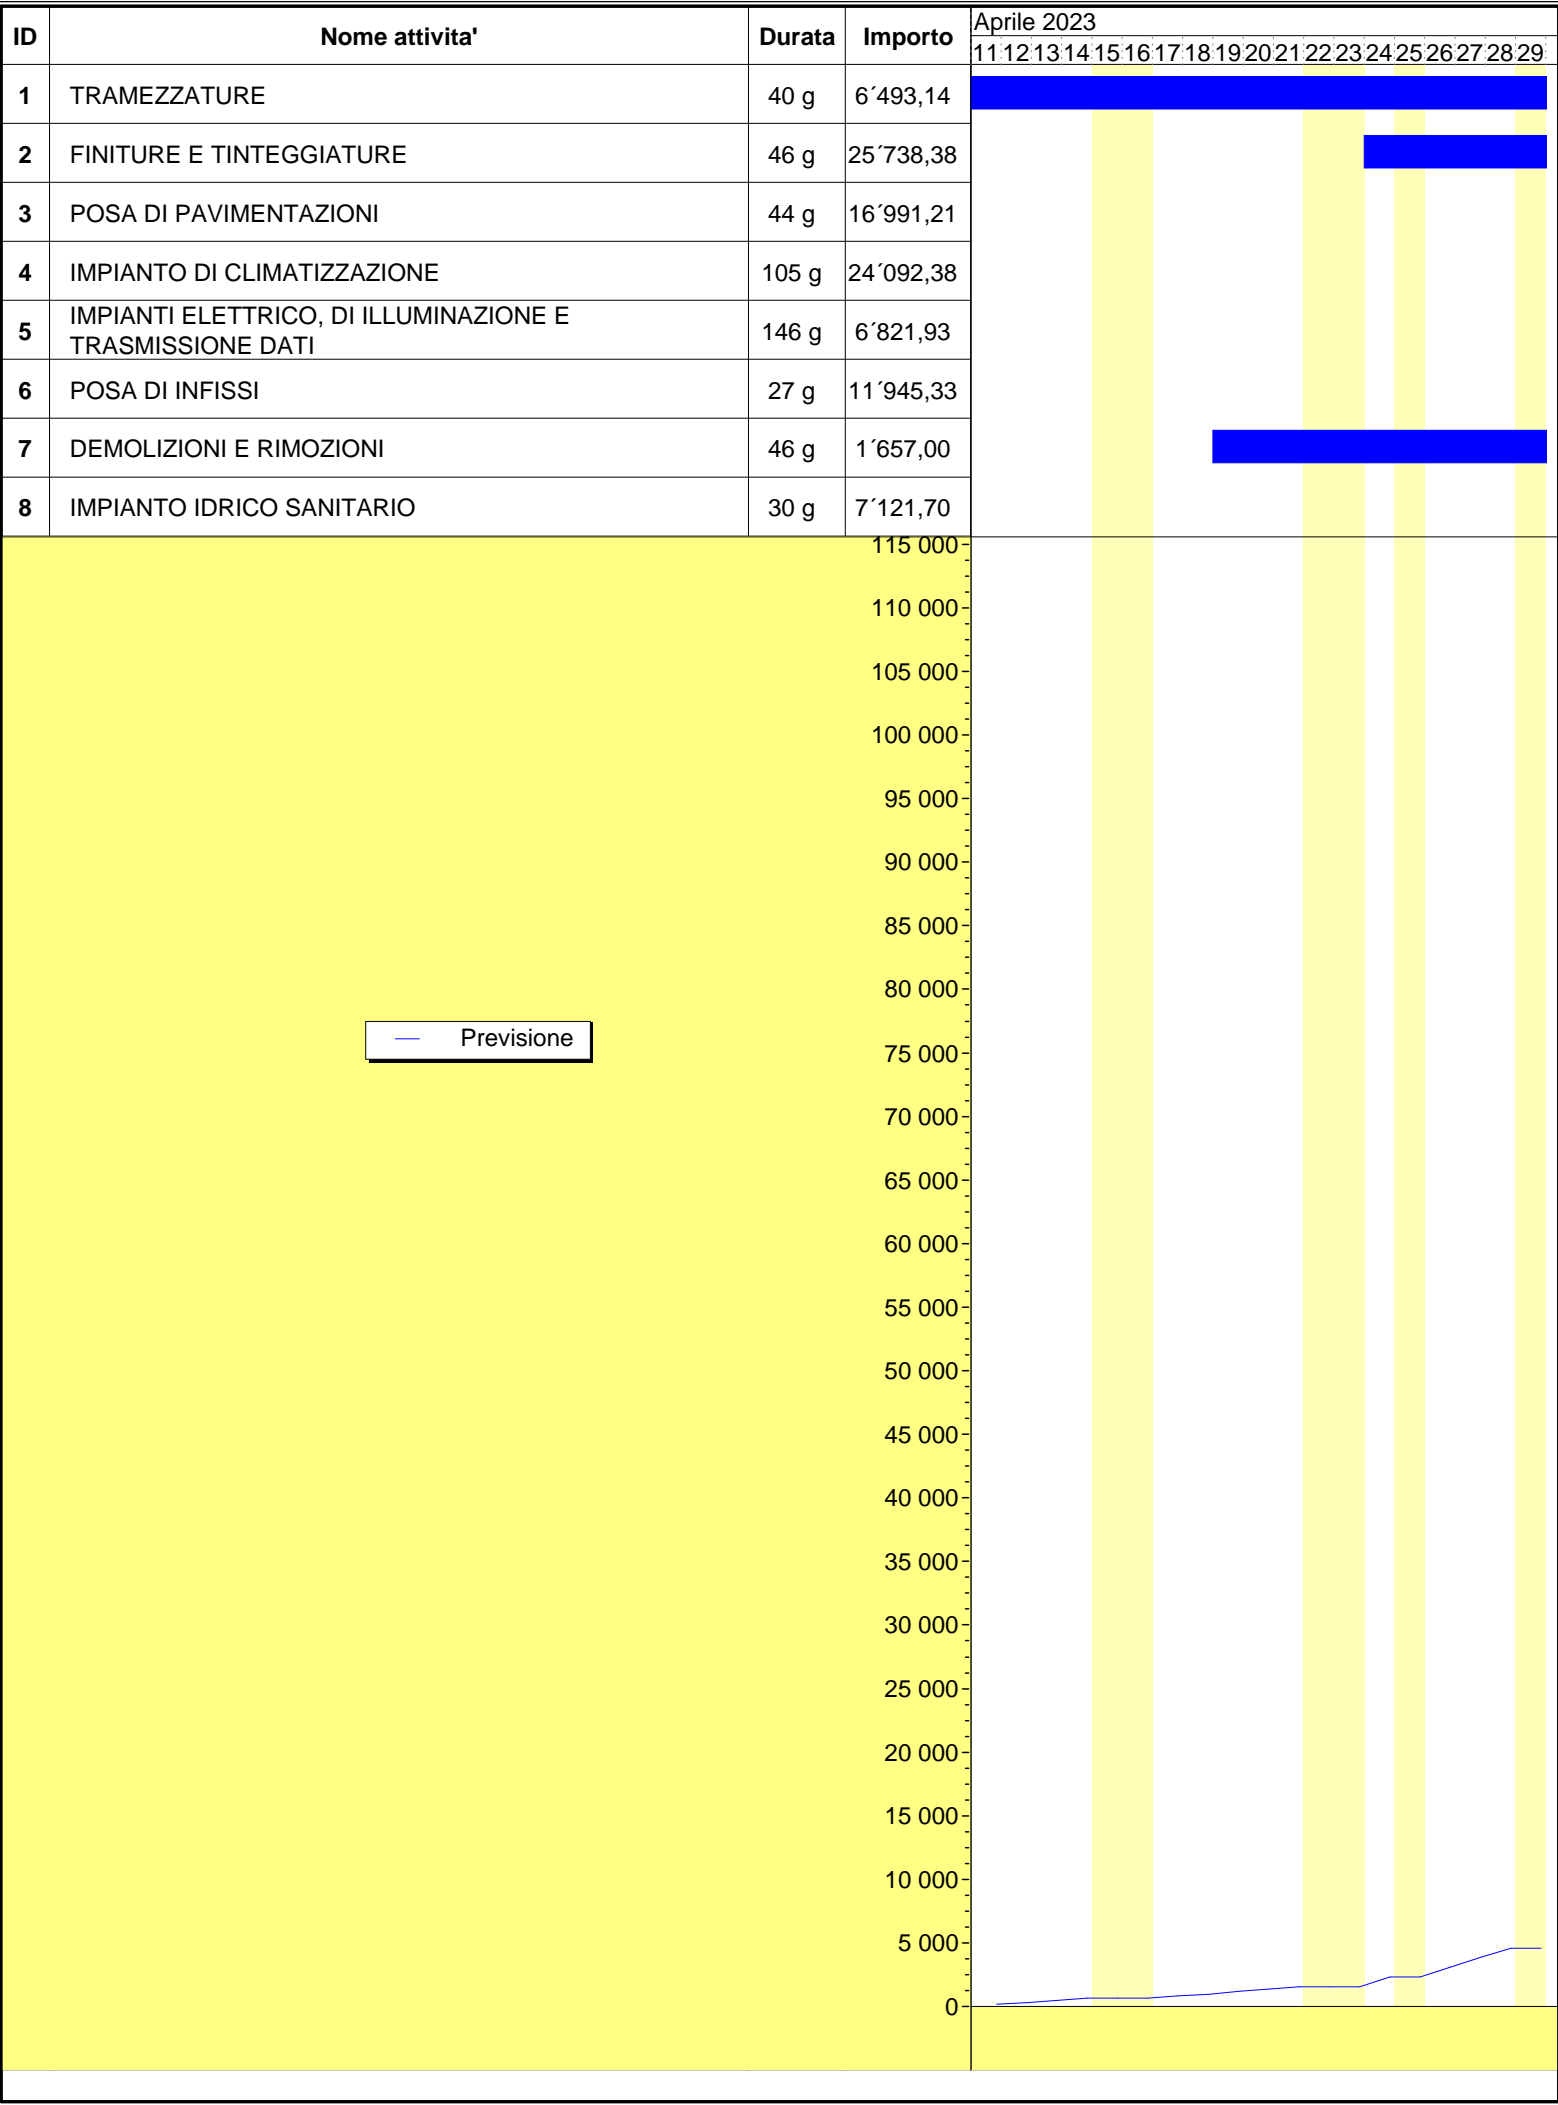 ID Nome attivita' Durata Importo Aprile 2023
11 12 13 14 15 16 17 18 19 20 21 22 23 24 25 26 27 28 29
1 TRAMEZZATURE 40 g 6´493,14
2 FINITURE E TINTEGGIATURE 46 g 25´738,38
3 POSA DI PAVIMENTAZIONI 44 g 16´991,21
4 IMPIANTO DI CLIMATIZZAZIONE 105 g 24´092,38
5 IMPIANTI ELETTRICO, DI ILLUMINAZIONE E
TRASMISSIONE DATI 146 g 6´821,93
6 POSA DI INFISSI 27 g 11´945,33
7 DEMOLIZIONI E RIMOZIONI 46 g 1´657,00
8 IMPIANTO IDRICO SANITARIO 30 g 7´121,70
115 000
110 000
105 000
100 000
95 000
90 000
85 000
80 000
Previsione
75 000
70 000
65 000
60 000
55 000
50 000
45 000
40 000
35 000
30 000
25 000
20 000
15 000
10 000
5 000
0